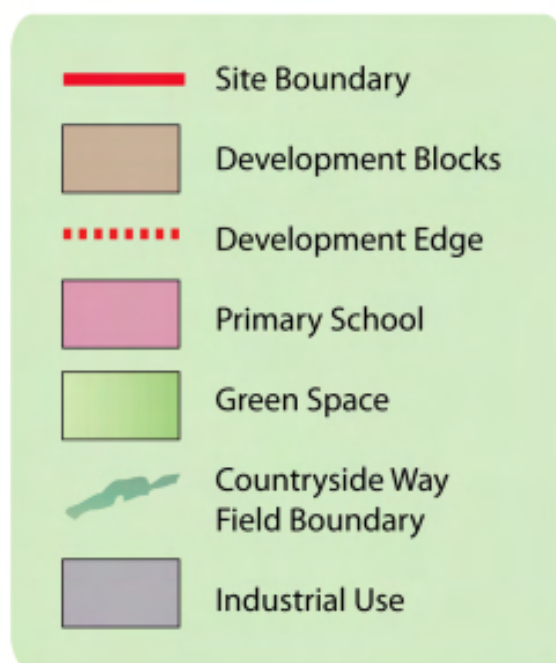 Site Boundary
Development Blocks
Development Edge
Primary School
Green Space
Countryside Way
Field Boundary
Industrial Use